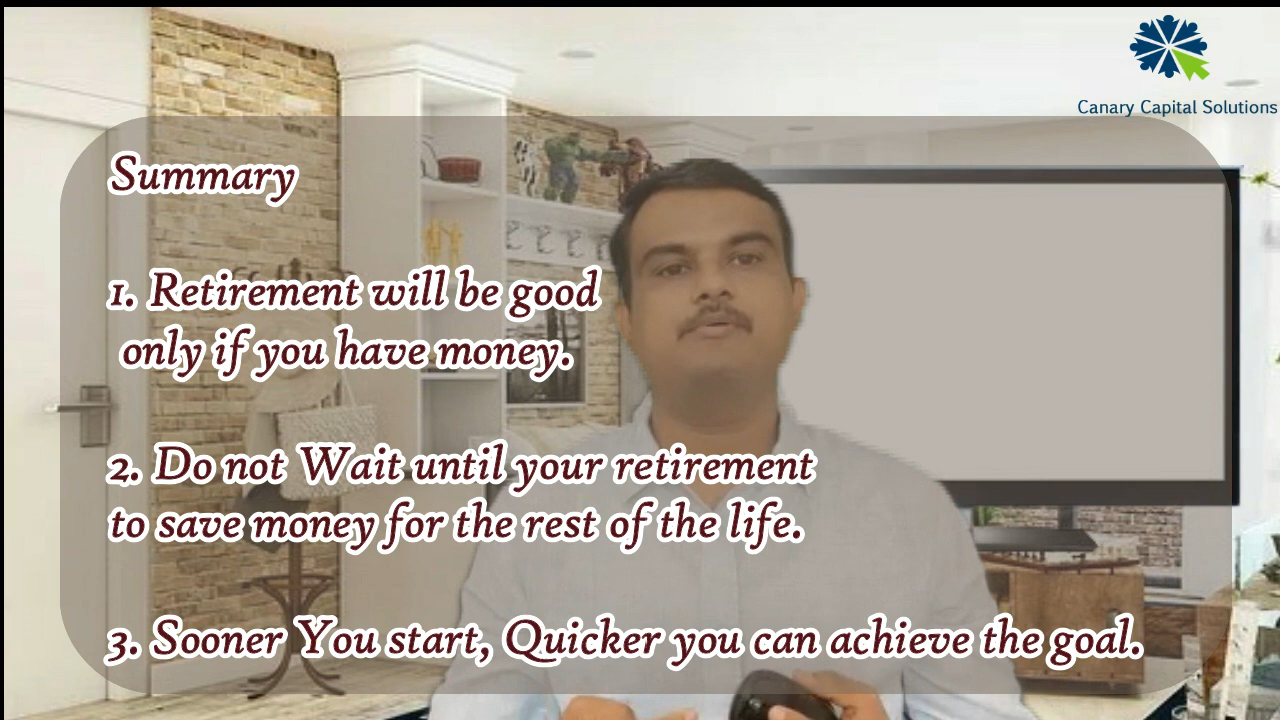 Canary Capital Solutions
Summary
1. Retirement will be good
only if you have money.
2. Do not Wait until your retirement
to save money for the rest of the life.
3. Sooner You start, Quicker you can achieve the goal.